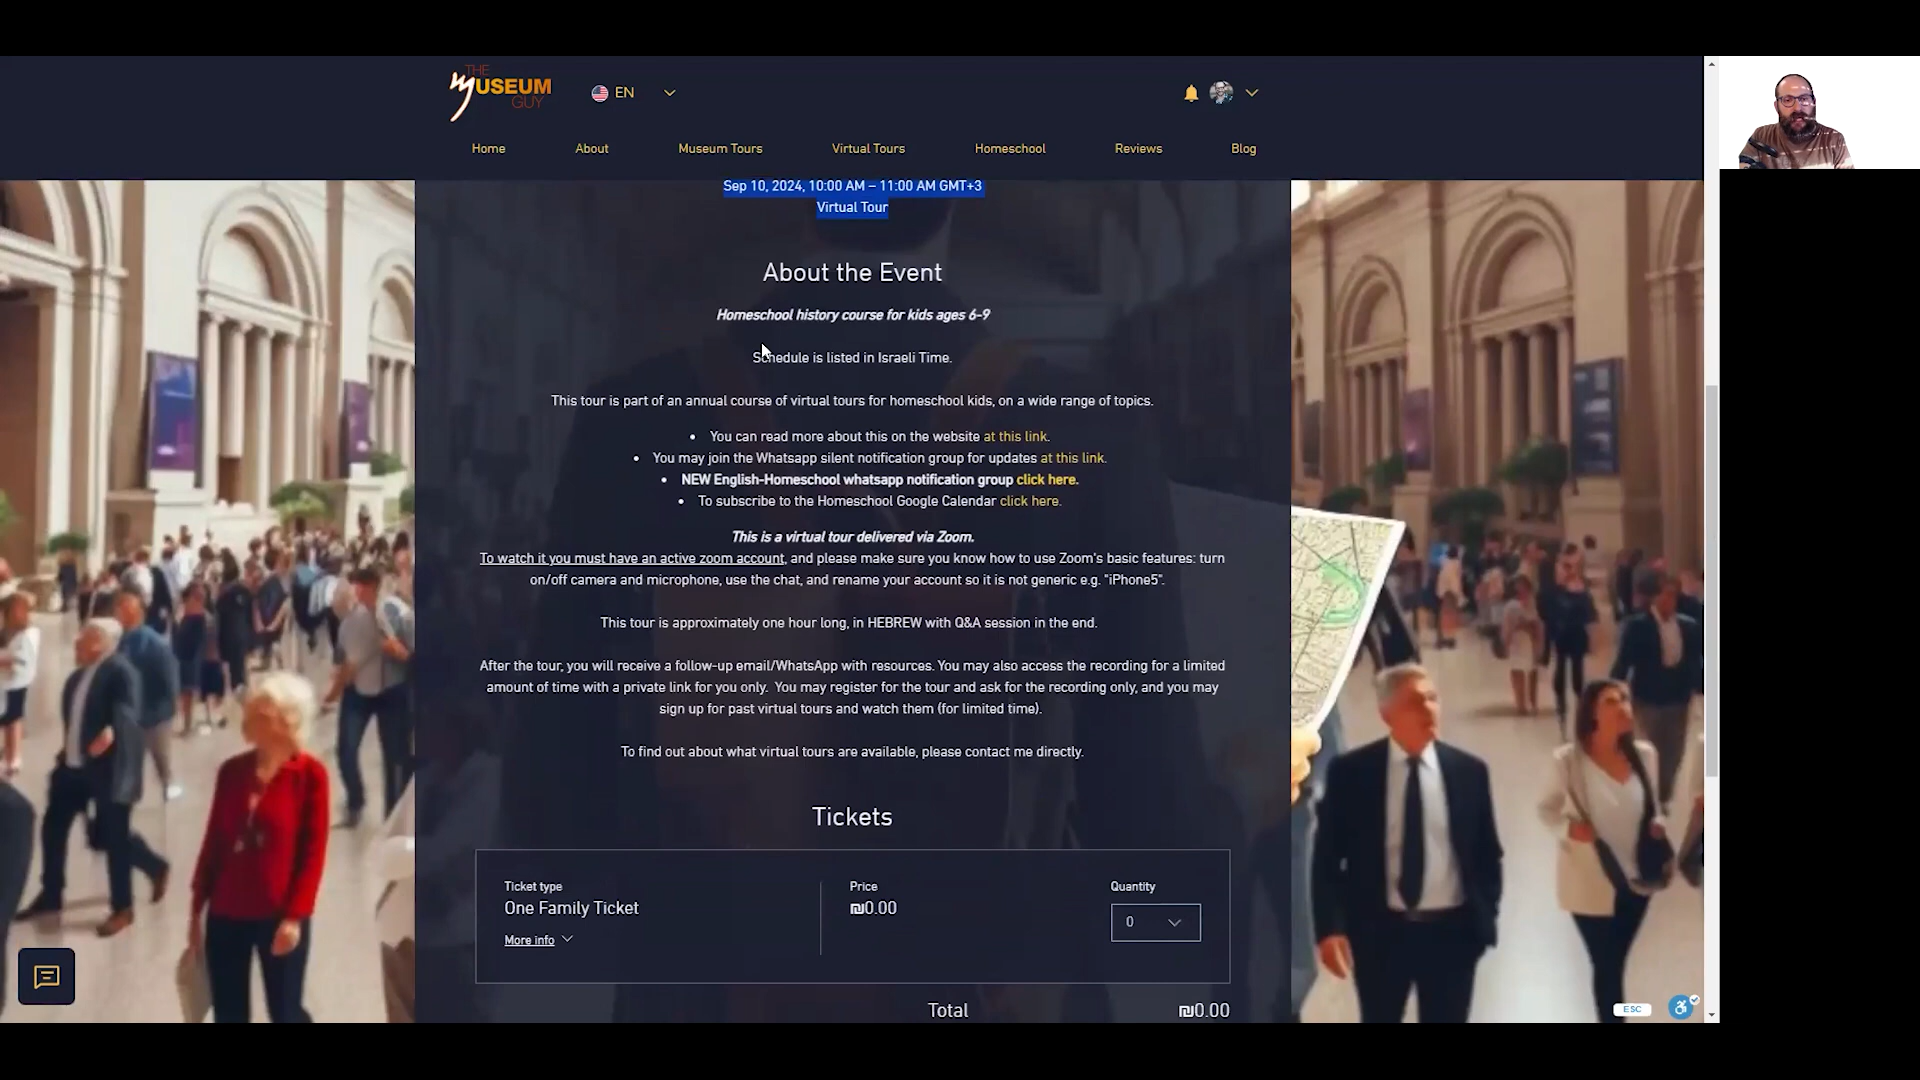 THE
MUSEUM
GUY
EN
Home
About
Museum Tours
Virtual Tours
Homeschool
Reviews
Blog
Sep 10, 2024, 10:00 AM – 11:00 AM GMT+3
Virtual Tour
About the Event
Homeschool history course for kids ages 6-9
Schedule is listed in Israeli Time.
This tour is part of an annual course of virtual tours for homeschool kids, on a wide range of topics.
• You can read more about this on the website at this link.
• You may join the Whatsapp silent notification group for updates at this link.
• NEW English-Homeschool whatsapp notification group click here.
• To subscribe to the Homeschool Google Calendar click here.
This is a virtual tour delivered via Zoom.
To watch it you must have an active zoom account, and please make sure you know how to use Zoom's basic features: turn
on/off camera and microphone, use the chat, and rename your account so it is not generic e.g. "iPhone5".
This tour is approximately one hour long, in HEBREW with Q&A session in the end.
After the tour, you will receive a follow-up email/WhatsApp with resources. You may also access the recording for a limited
amount of time with a private link for you only. You may register for the tour and ask for the recording only, and you may
sign up for past virtual tours and watch them (for limited time).
To find out about what virtual tours are available, please contact me directly.
Tickets
Ticket type
One Family Ticket
More info
Price
₪0.00
Quantity
0
Total
₪0.00
ESC